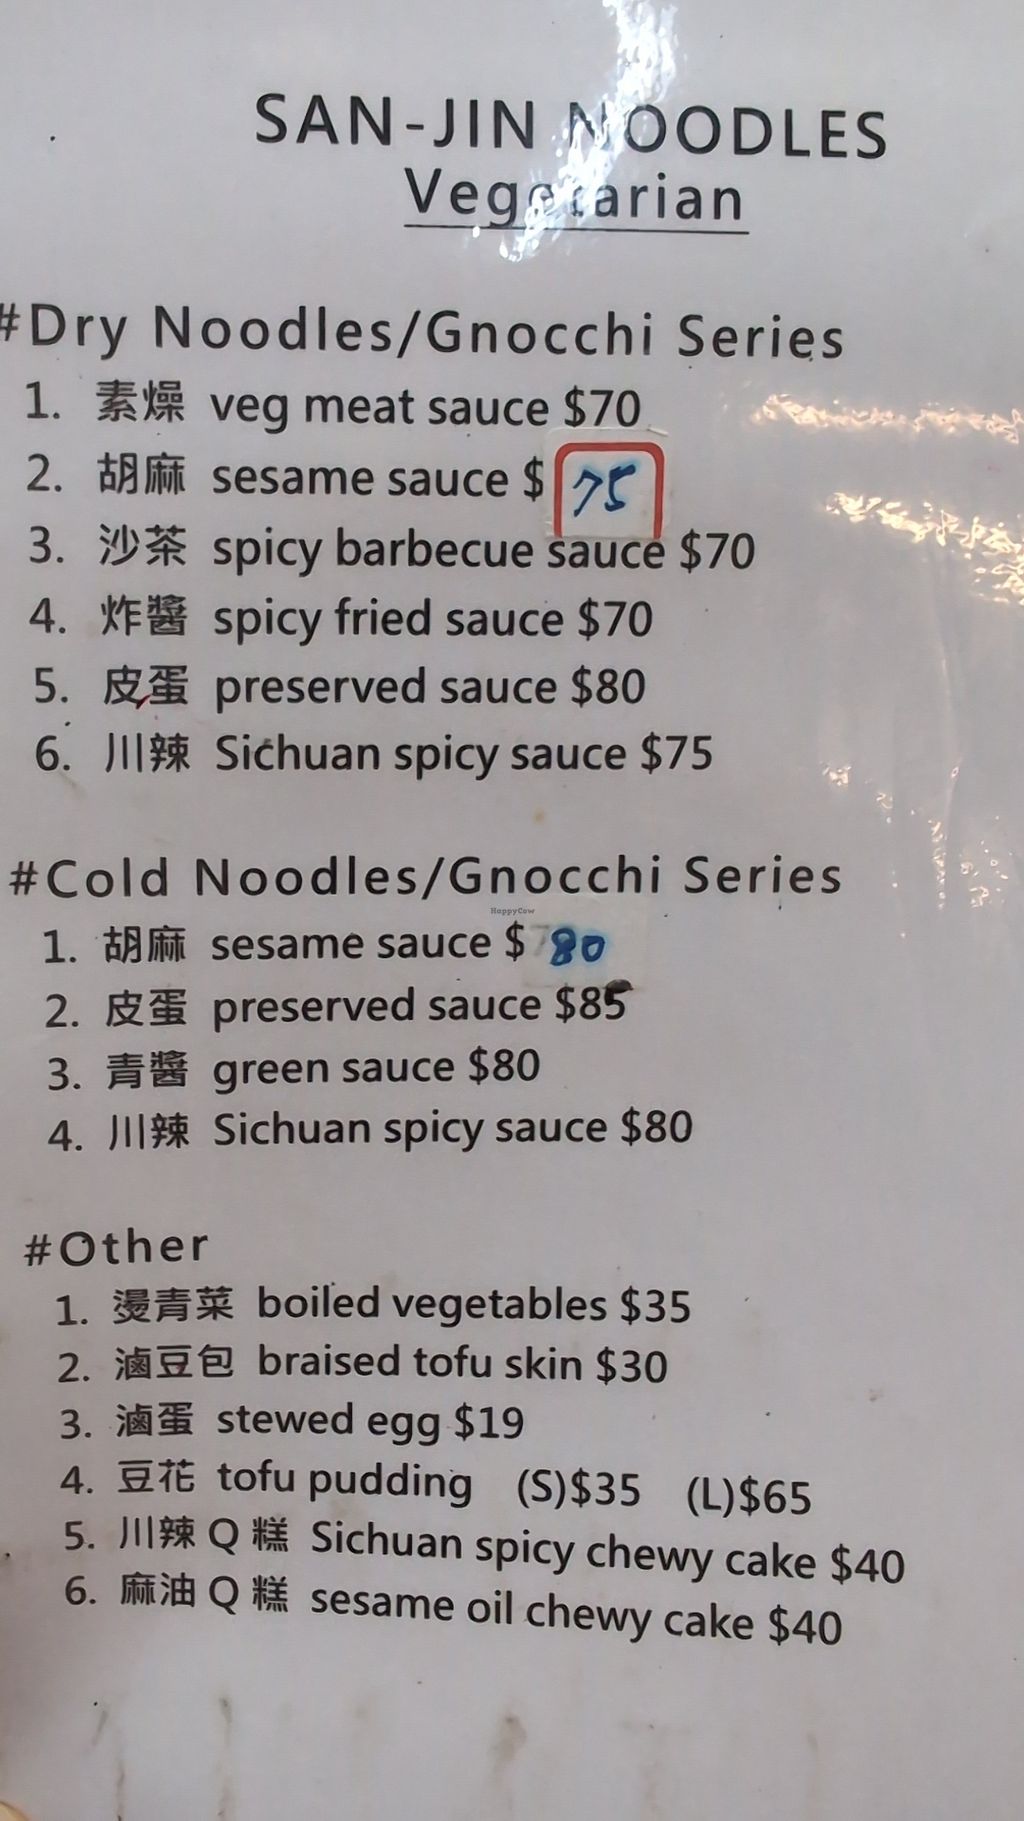 SAN-JIN NOODLES
Vegetarian
#Dry Noodles/Gnocchi Series
1. 素燥 veg meat sauce $70
2. 胡麻 sesame sauce $ 75
3. 沙茶 spicy barbecue sauce $70
4. 炸醬 spicy fried sauce $70
5. 皮蛋 preserved sauce $80
6. 川辣 Sichuan spicy sauce $75
#Cold Noodles/Gnocchi Series
HappyCow
1. 胡麻 sesame sauce $ 80
2. 皮蛋 preserved sauce $85
3. 青醬 green sauce $80
4. 川辣 Sichuan spicy sauce $80
#Other
1. 燙青菜 boiled vegetables $35
2. 滷豆包 braised tofu skin $30
3. 滷蛋 stewed egg $19
4. 豆花 tofu pudding (S)$35 (L)$65
5. 川辣 Q 糕 Sichuan spicy chewy cake $40
6. 麻油 Q 糕 sesame oil chewy cake $40